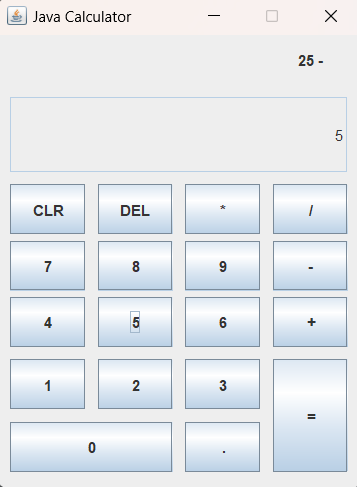 Java Calculator
25 -
5
CLR DEL * /
7 8 9 -
4 5 6 +
1 2 3 =
0 .